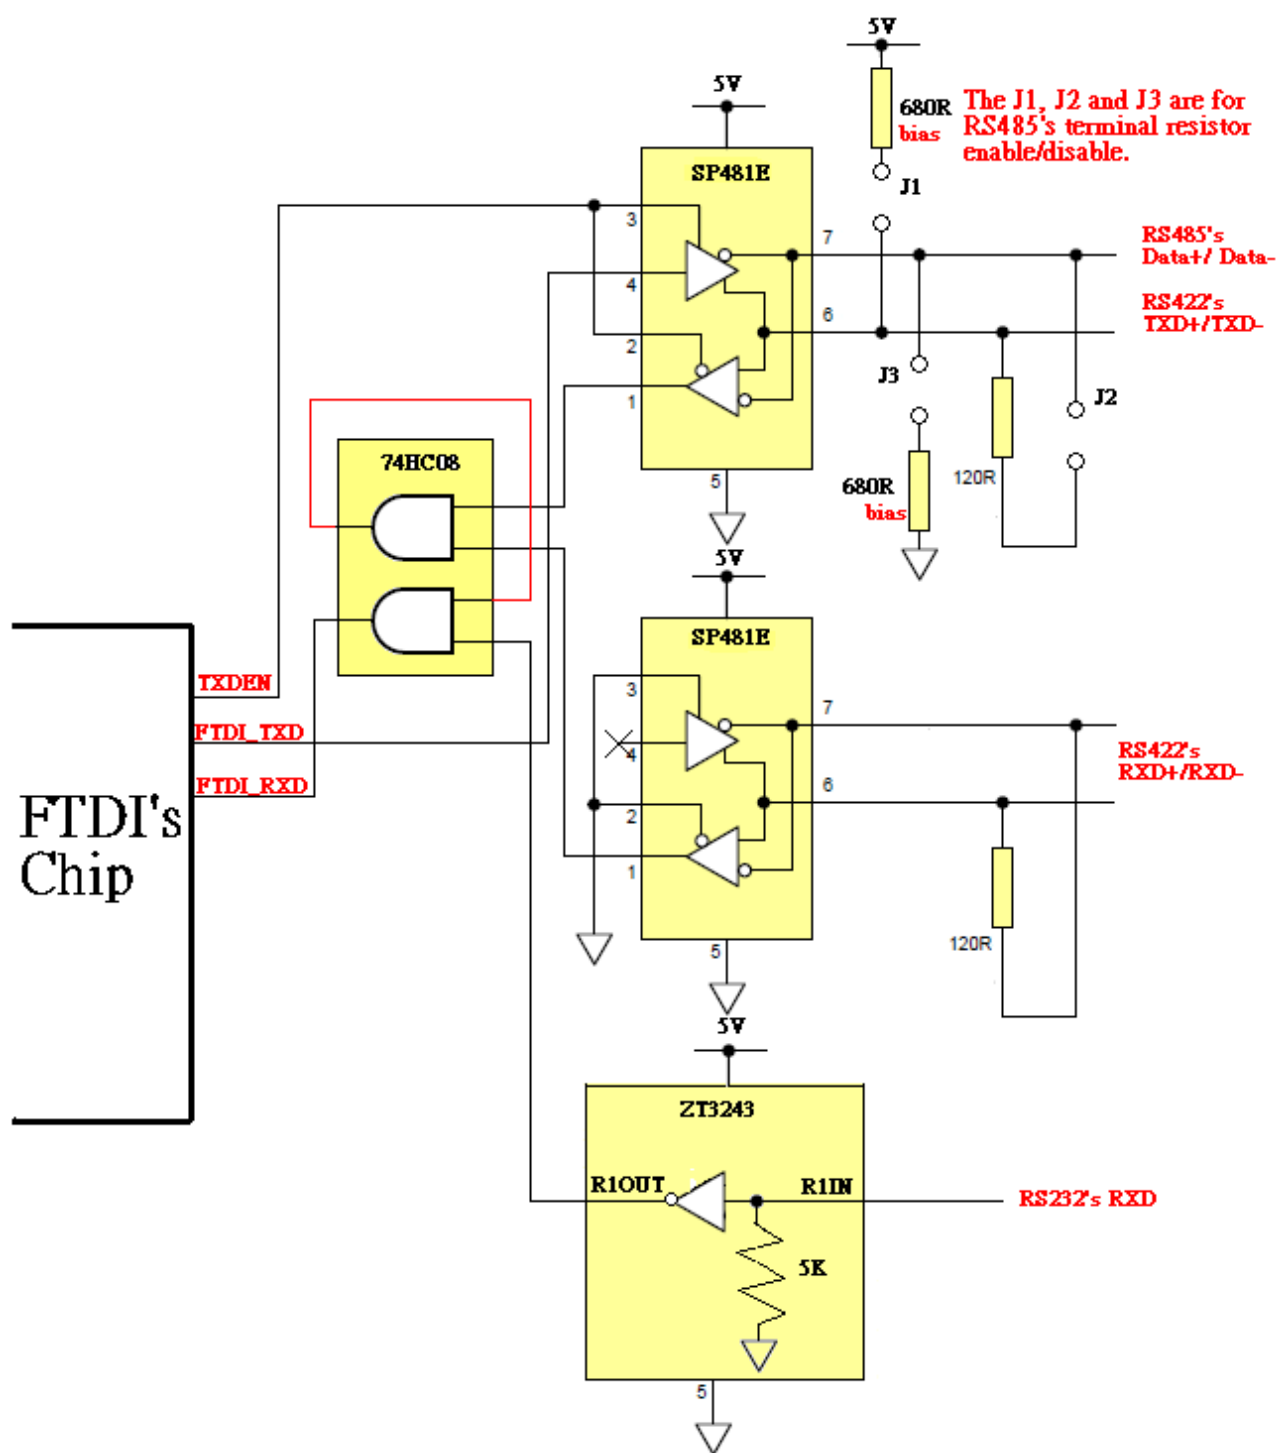 5V
680R
bias
The J1, J2 and J3 are for
RS485's terminal resistor
enable/disable.
J1
5V
SP481E
3
4
2
1
7
6
5
RS485's
Data+/ Data-
RS422's
TXD+/TXD-
J3
J2
680R
bias
120R
74HC08
5V
SP481E
3
4
2
1
7
6
5
RS422's
RXD+/RXD-
120R
TXDEN
FTDI_TXD
FTDI_RXD
FTDI's
Chip
5V
ZT3243
R1OUT
R1IN
RS232's RXD
5K
5